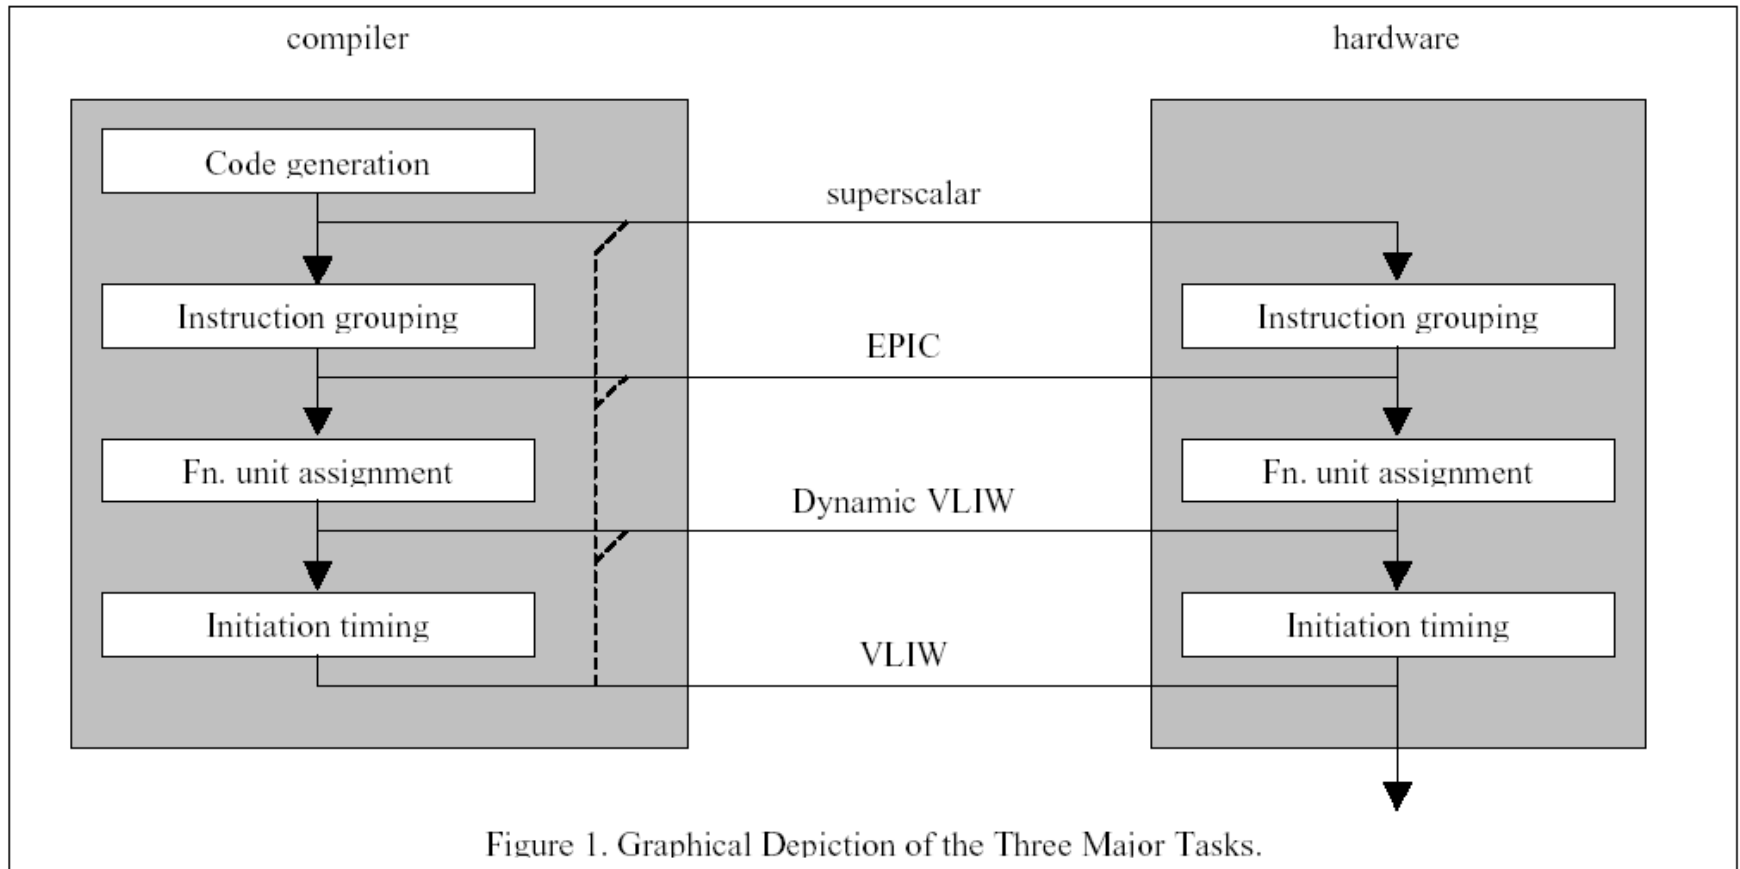 compiler
hardware
Code generation
superscalar
Instruction grouping
Instruction grouping
EPIC
Fn. unit assignment
Fn. unit assignment
Dynamic VLIW
Initiation timing
Initiation timing
VLIW
Figure 1. Graphical Depiction of the Three Major Tasks.